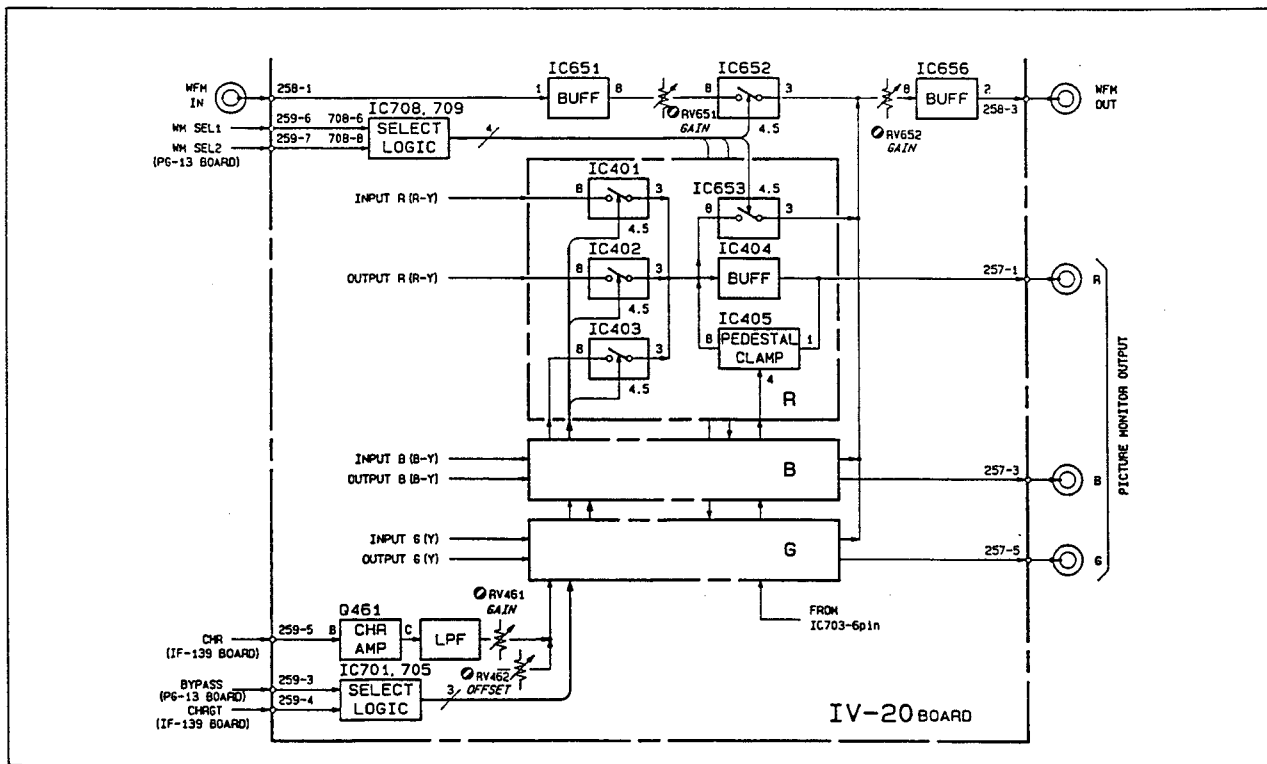 IC651
IC652
IC656
WFM
IN
258-1
1
BUFF
8
8
3
8
BUFF
2
258-3
WFM
OUT
RV651
GAIN
4.5
RV652
GAIN
IC708, 709
WM SEL1
259-6
708-6
SELECT
LOGIC
4
WM SEL2
259-7
708-8
(PG-13 BOARD)
IC401
IC653
4.5
INPUT R (R-Y)
8
3
8
3
4.5
IC402
IC404
OUTPUT R (R-Y)
8
3
BUFF
257-1
R
4.5
IC403
IC405
8
3
8
PEDESTAL
CLAMP
1
4.5
4
R
PICTURE MONITOR OUTPUT
INPUT B (B-Y)
OUTPUT B (B-Y)
B
257-3
B
INPUT G (Y)
OUTPUT G (Y)
G
257-5
G
RV461
GAIN
FROM
IC703-6pin
Q461
CHR
(IF-139 BOARD)
259-5
B
CHR
AMP
C
LPF
RV462
OFFSET
IC701, 705
BYPASS
(PG-13 BOARD)
259-3
SELECT
LOGIC
3
CHRGT
(IF-139 BOARD)
259-4
IV-20 BOARD